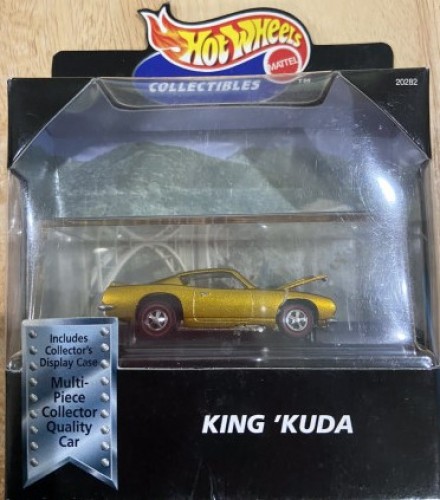 Hot Wheels
MATTEL
COLLECTIBLES ™
20282
Includes
Collector's
Display Case
Multi-
Piece
Collector
Quality
Car
KING 'KUDA